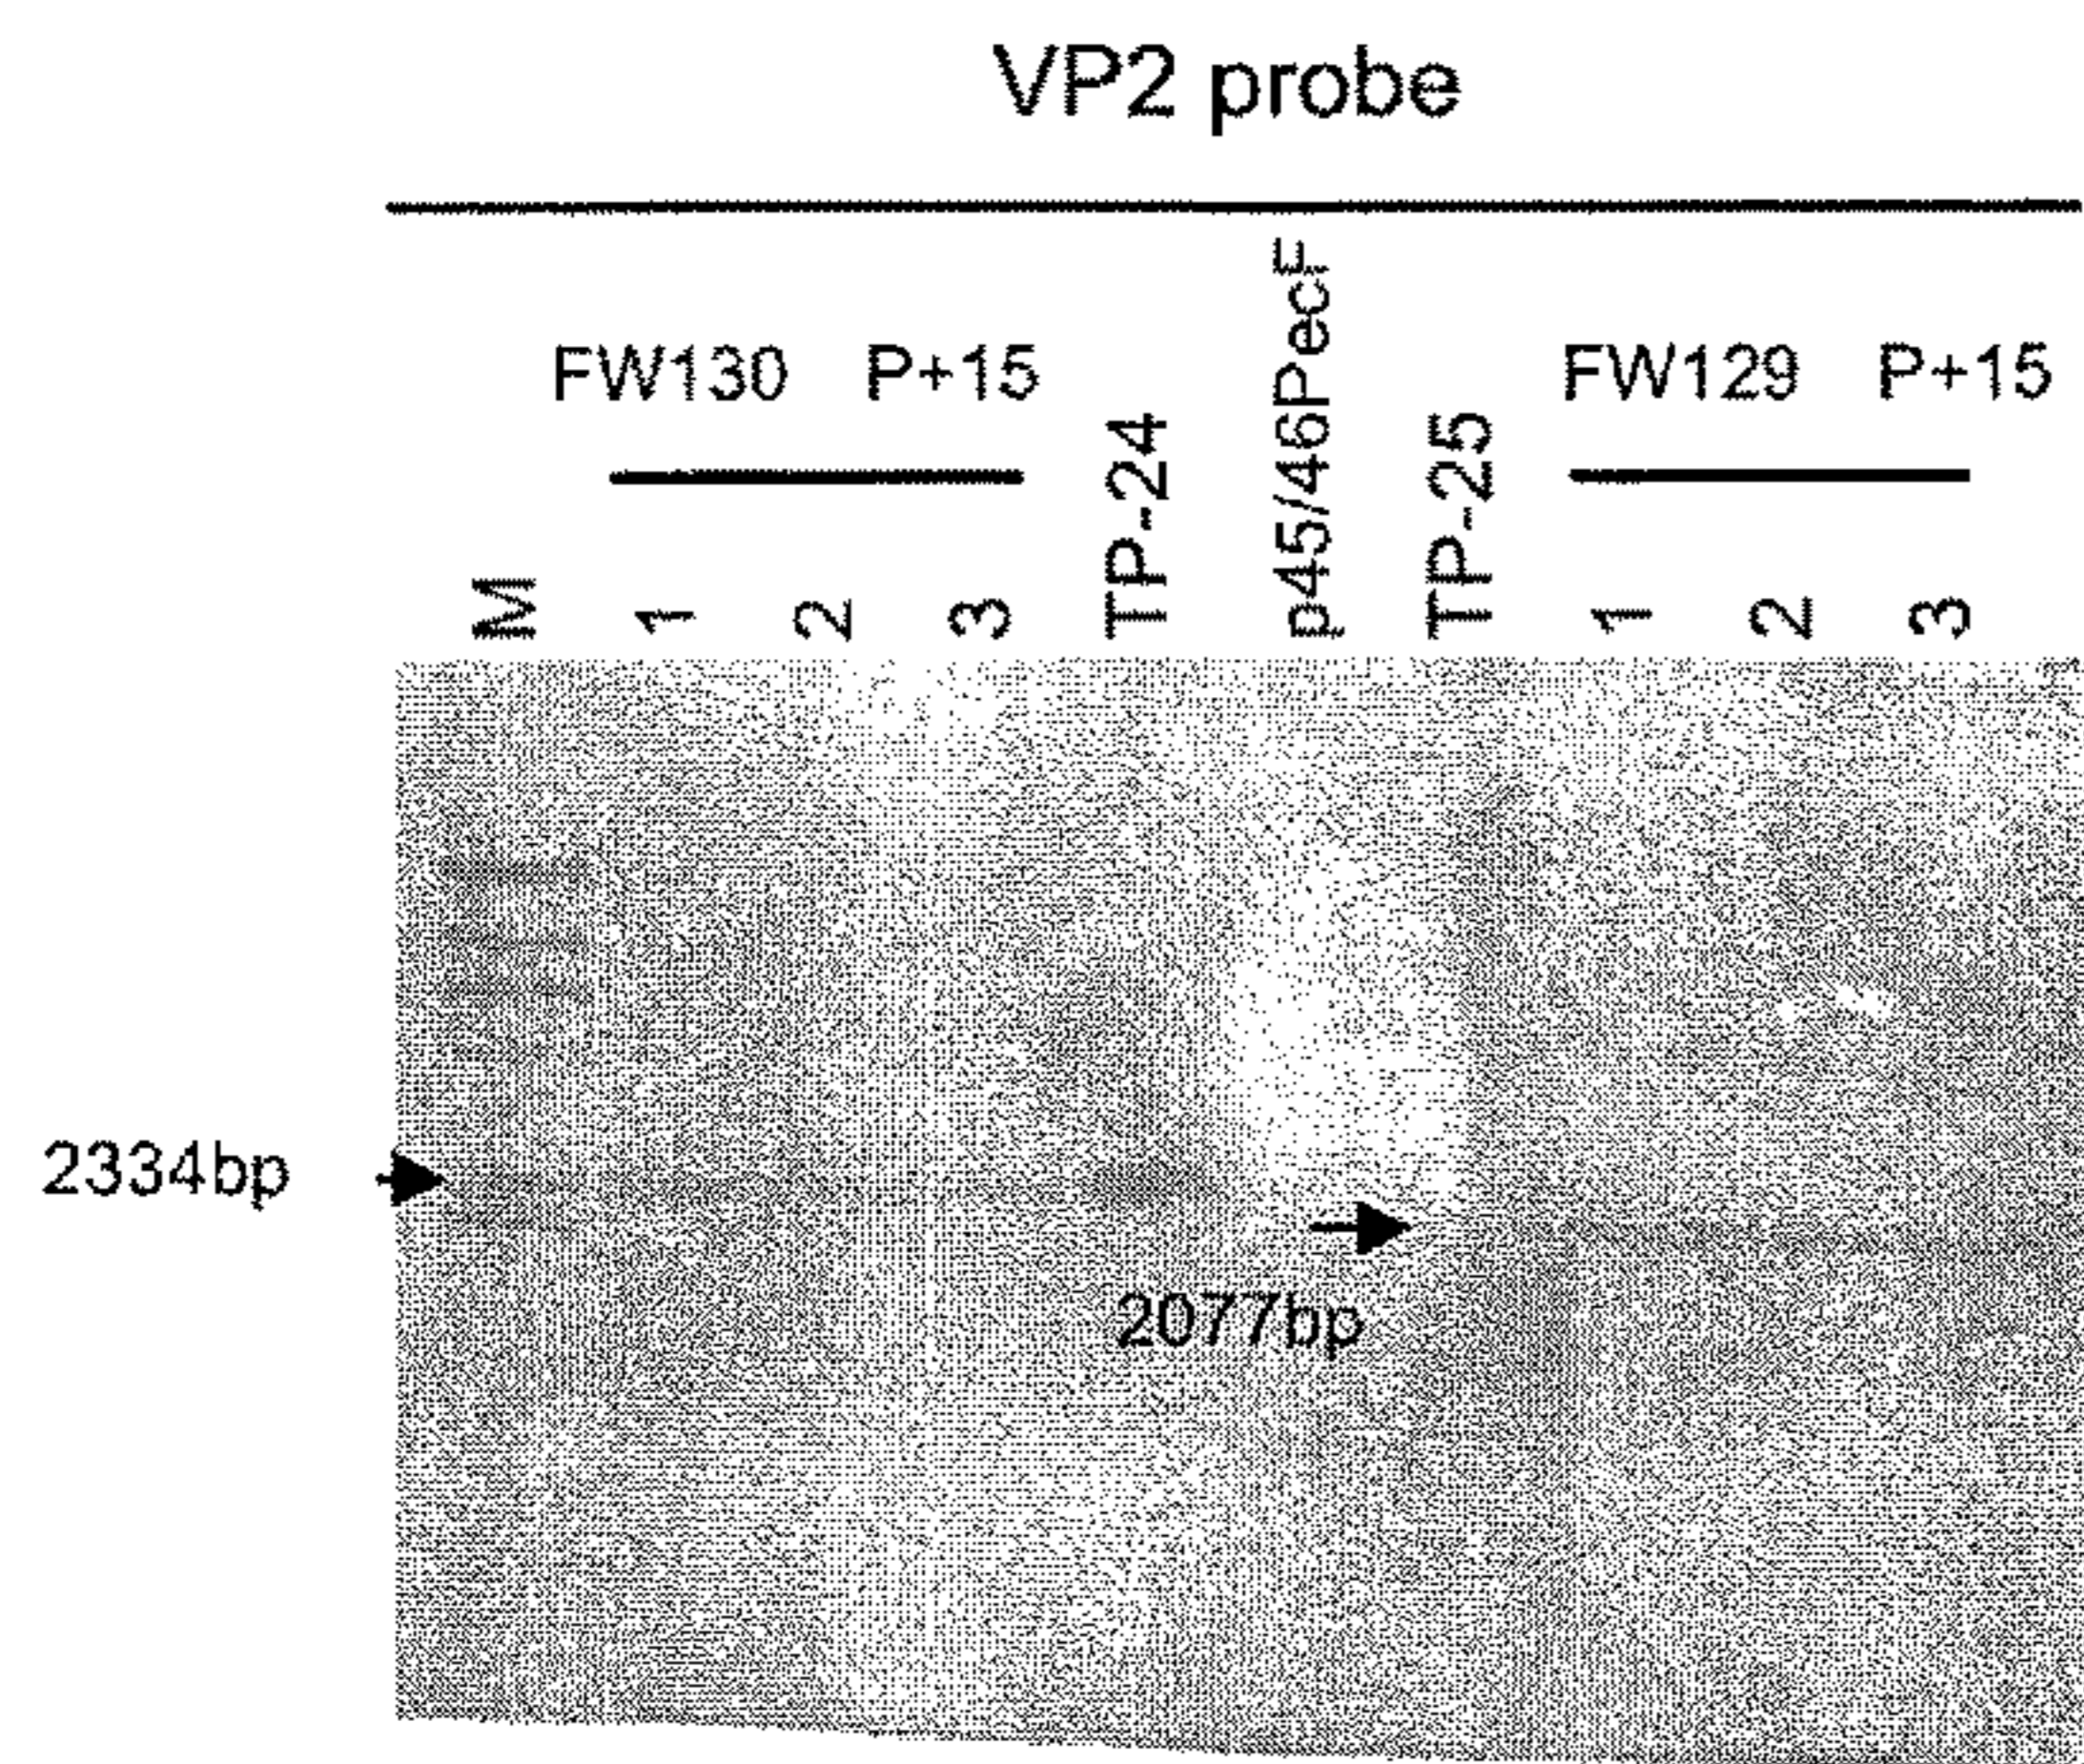 VP2 probe
FW130 P+15 TP-24 p45/46PecF TP-25 FW129 P+15
M 1 2 3 1 2 3
2334bp
2077bp